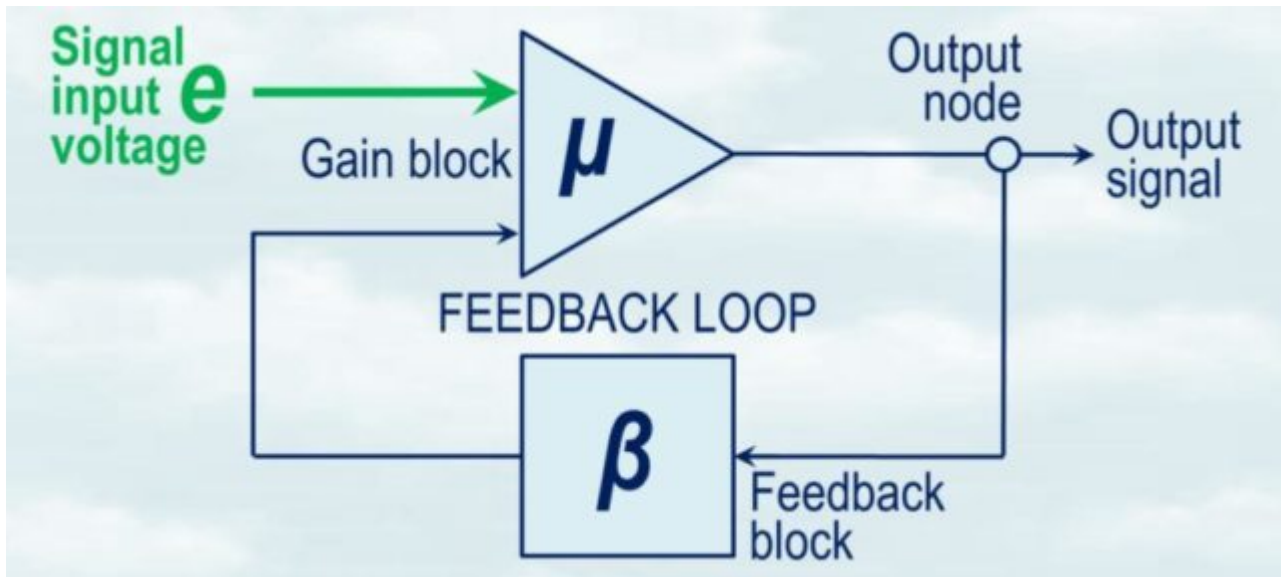 Signal
input e
voltage
Gain block
μ
Output
node
Output
signal
FEEDBACK LOOP
β
Feedback
block